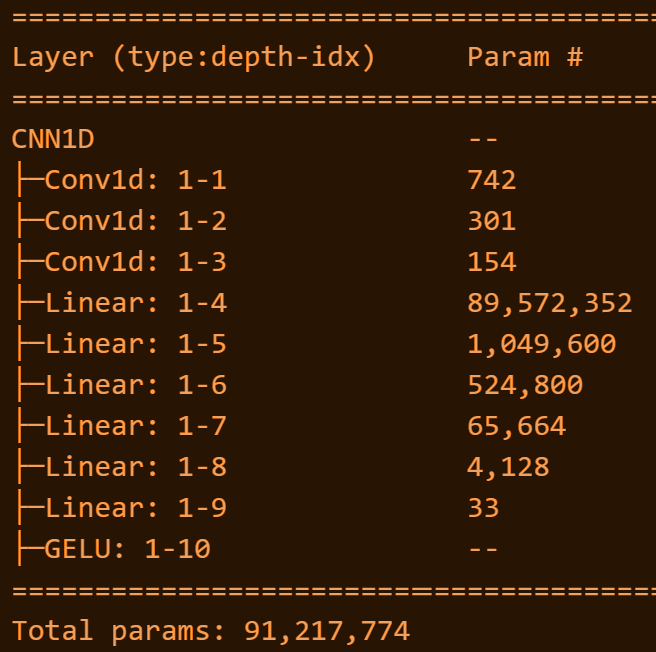 ========================================
Layer (type:depth-idx)     Param #
========================================
CNN1D                      --
├─Conv1d: 1-1              742
├─Conv1d: 1-2              301
├─Conv1d: 1-3              154
├─Linear: 1-4              89,572,352
├─Linear: 1-5              1,049,600
├─Linear: 1-6              524,800
├─Linear: 1-7              65,664
├─Linear: 1-8              4,128
├─Linear: 1-9              33
├─GELU: 1-10               --
========================================
Total params: 91,217,774